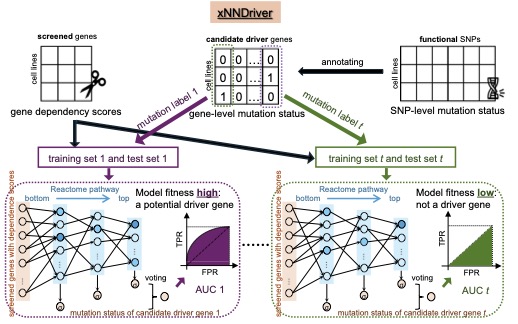 xNNDriver
screened genes
candidate driver genes
functional SNPs
cell lines
cell lines
cell lines
0 0 ... 0
0 0 ... 1
0 1 ... 0
annotating
gene dependency scores
gene-level mutation status
SNP-level mutation status
mutation label 1
mutation label t
training set 1 and test set 1
training set t and test set t
screened genes with dependence scores
Reactome pathway
bottom
top
Model fitness high:
a potential driver gene
TPR
FPR
AUC 1
voting
mutation status of candidate driver gene 1
......
screened genes with dependence scores
Reactome pathway
bottom
top
Model fitness low:
not a driver gene
TPR
FPR
AUC t
voting
mutation status of candidate driver gene t